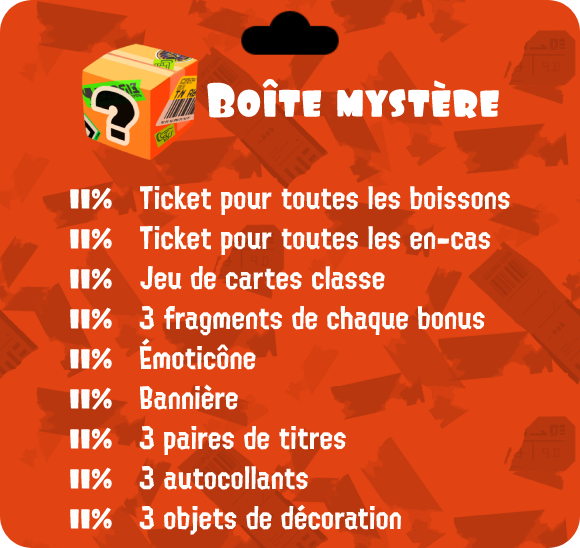 Boîte mystère
11% Ticket pour toutes les boissons
11% Ticket pour toutes les en-cas
11% Jeu de cartes classe
11% 3 fragments de chaque bonus
11% Émoticône
11% Bannière
11% 3 paires de titres
11% 3 autocollants
11% 3 objets de décoration